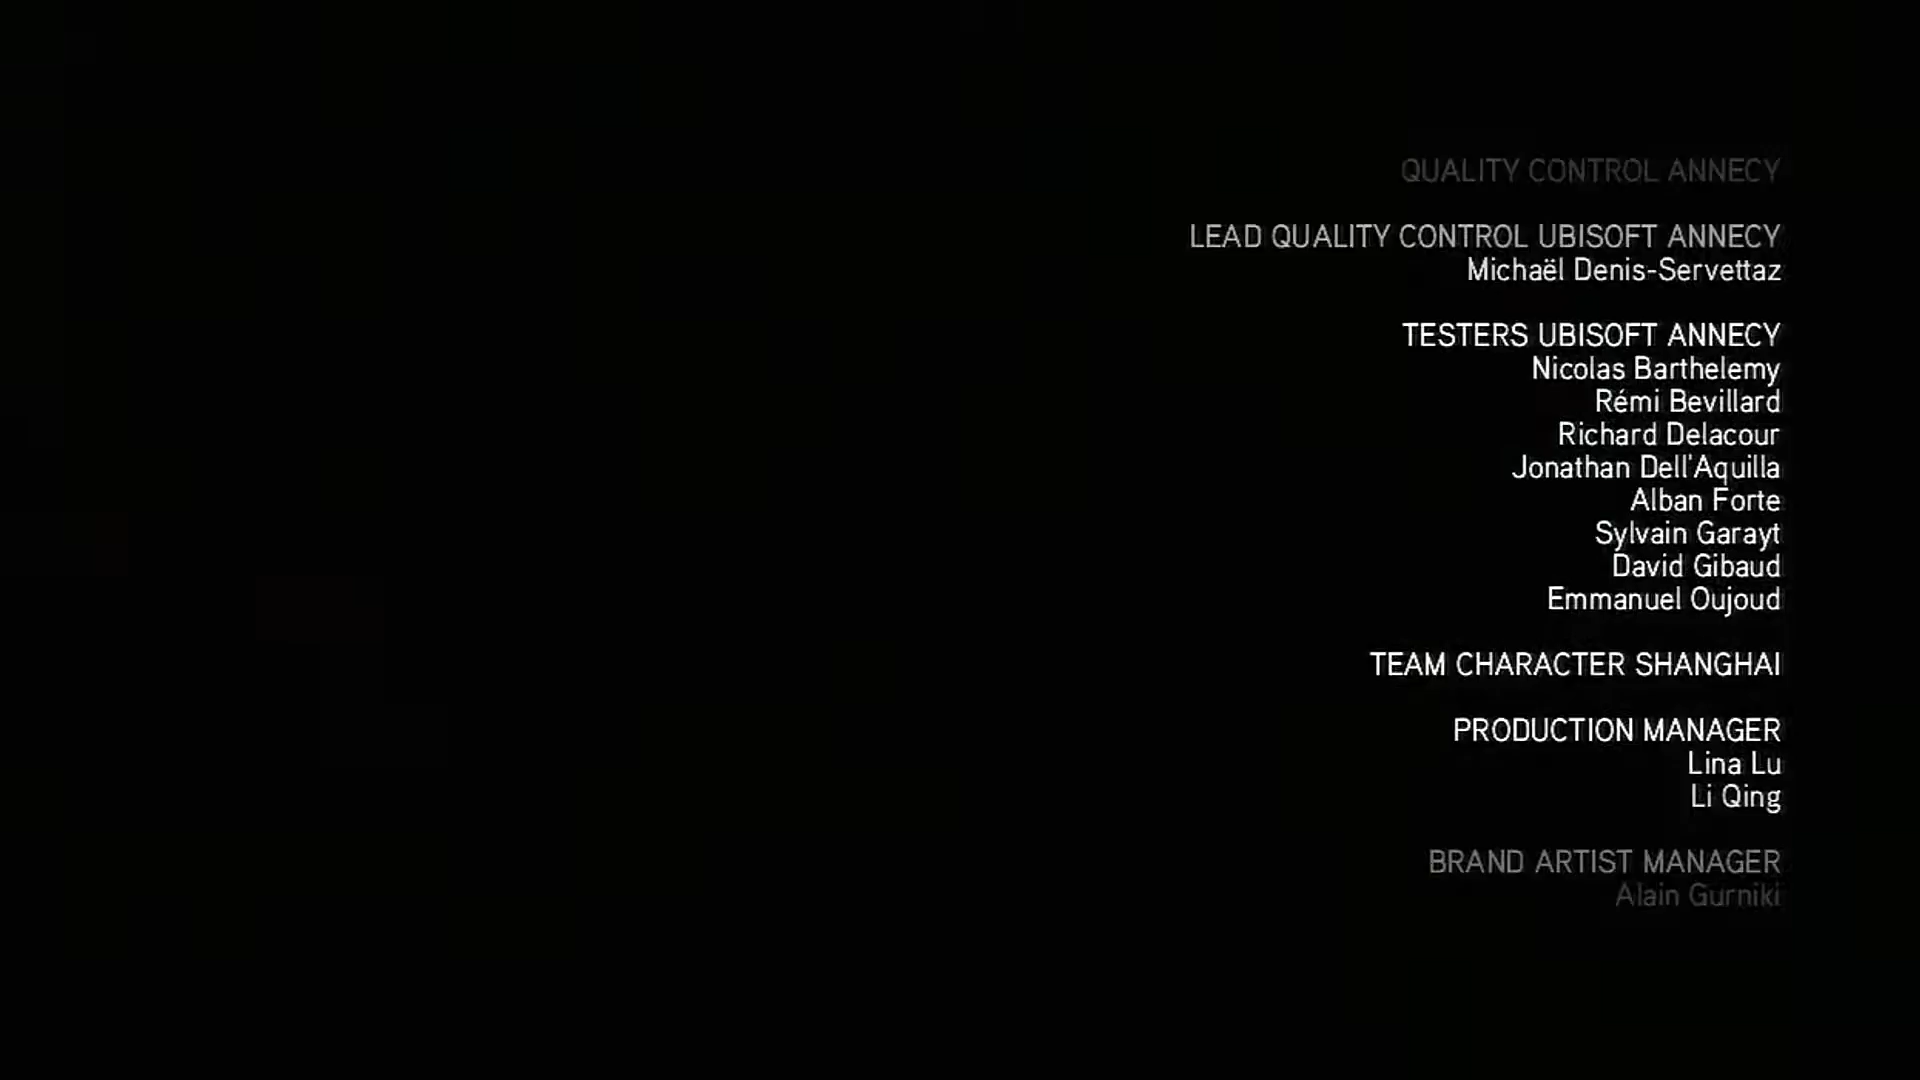 QUALITY CONTROL ANNECY
LEAD QUALITY CONTROL UBISOFT ANNECY
Michaël Denis-Servettaz
TESTERS UBISOFT ANNECY
Nicolas Barthelemy
Rémi Bevillard
Richard Delacour
Jonathan Dell'Aquilla
Alban Forte
Sylvain Garayt
David Gibaud
Emmanuel Oujoud
TEAM CHARACTER SHANGHAI
PRODUCTION MANAGER
Lina Lu
Li Qing
BRAND ARTIST MANAGER
Alain Gurniki